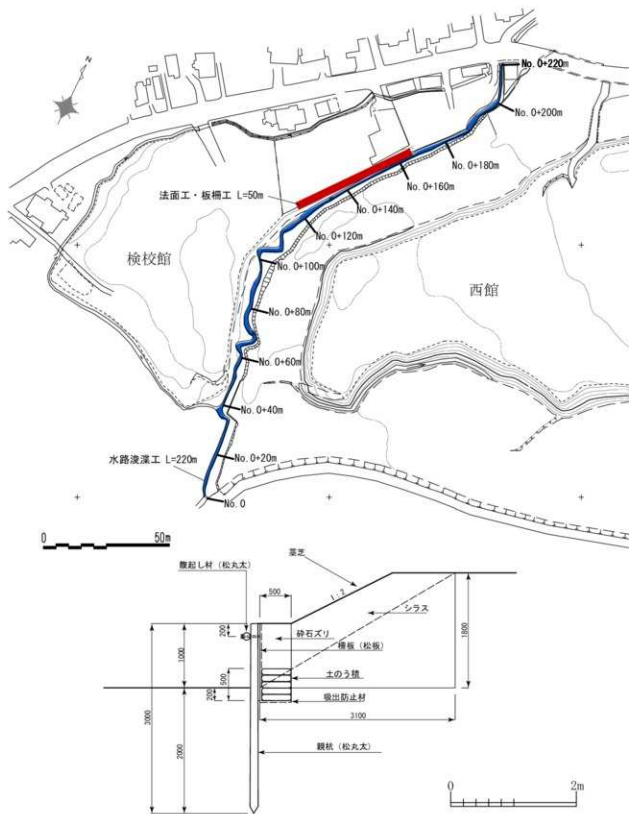 N
No.0+220m
No.0+200m
No.0+180m
No.0+160m
法面工・板柵工 L=50m
No.0+140m
No.0+120m
検校館
No.0+100m
西館
No.0+80m
No.0+60m
No.0+40m
水路浚渫工 L=220m
No.0+20m
No.0
0 50m
腹起し材（松丸太）
茎芝
500
1:2
シラス
200
砕石ズリ
1800
1000
横板（松板）
3000
500
土のう積
200
吸出防止材
3100
2000
親杭（松丸太）
0 2m